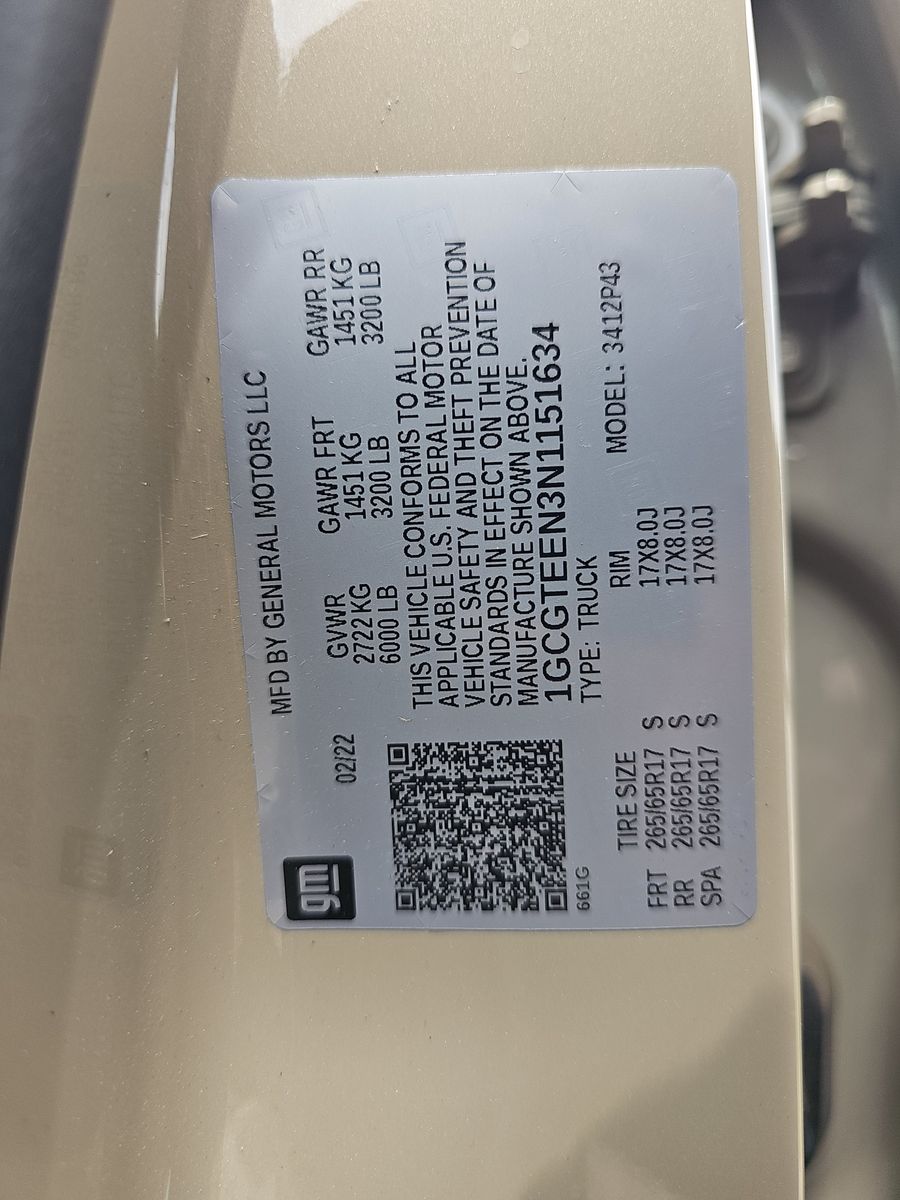 gm
MFD BY GENERAL MOTORS LLC
02/22
GVWR GAWR FRT GAWR RR
2722 KG 1451 KG 1451 KG
6000 LB 3200 LB 3200 LB
THIS VEHICLE CONFORMS TO ALL
APPLICABLE U.S. FEDERAL MOTOR
VEHICLE SAFETY AND THEFT PREVENTION
STANDARDS IN EFFECT ON THE DATE OF
MANUFACTURE SHOWN ABOVE.
1GCGTEEN3N1151634
661G
TYPE: TRUCK MODEL: 3412P43
TIRE SIZE RIM
FRT 265/65R17 S 17X8.0J
RR 265/65R17 S 17X8.0J
SPA 265/65R17 S 17X8.0J